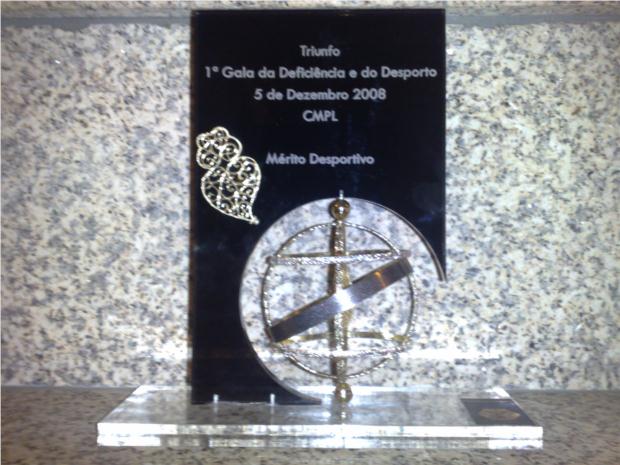 Triunfo
1ª Gala da Deficiência e do Desporto
5 de Dezembro 2008
CMPL
Mérito Desportivo